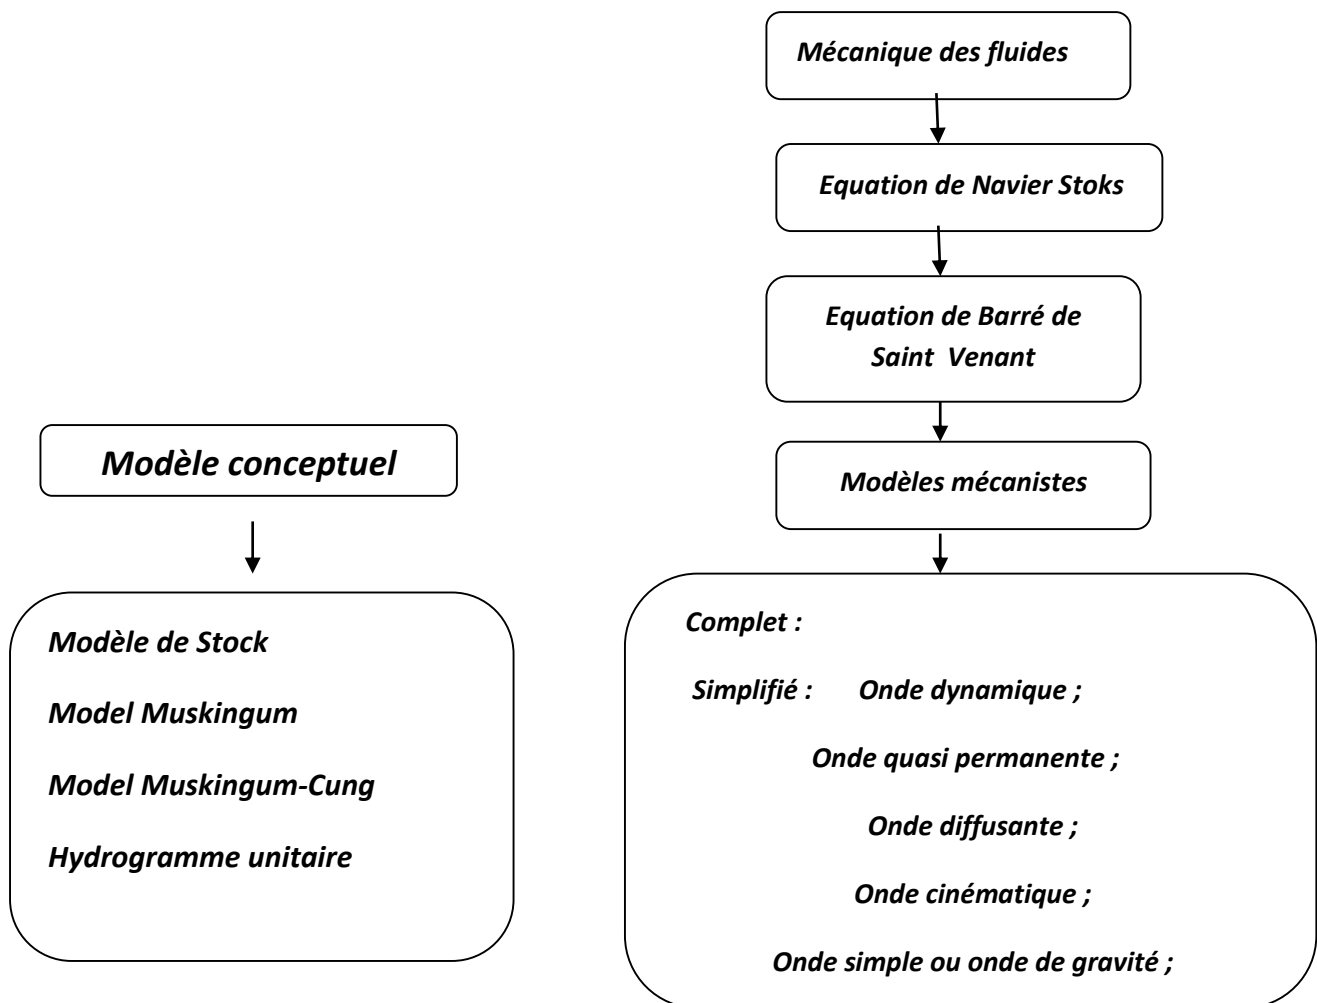 Mécanique des fluides
Equation de Navier Stoks
Equation de Barré de
Saint Venant
Modèles mécanistes
Complet :
Simplifié : Onde dynamique ;
Onde quasi permanente ;
Onde diffusante ;
Onde cinématique ;
Onde simple ou onde de gravité ;
Modèle conceptuel
Modèle de Stock
Model Muskingum
Model Muskingum-Cung
Hydrogramme unitaire